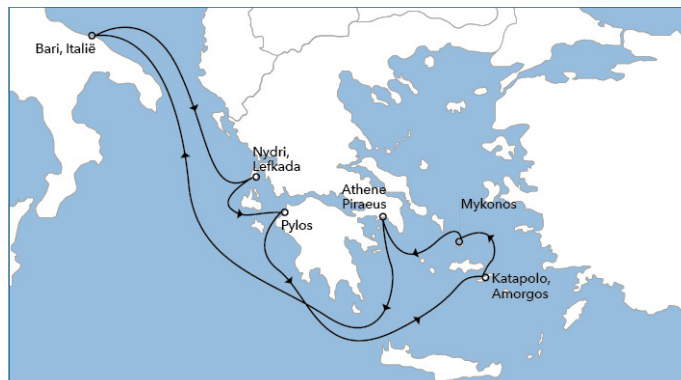 Bari, Italië
Nydri,
Lefkada
Pylos
Athene
Piraeus
Mykonos
Katapolo,
Amorgos